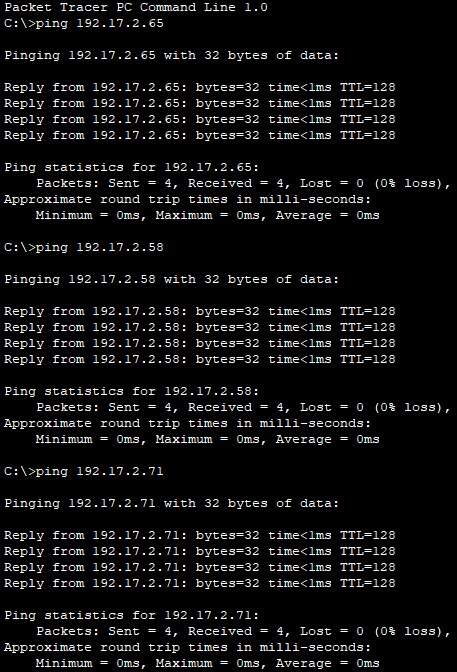 Packet Tracer PC Command Line 1.0
C:\>ping 192.17.2.65
Pinging 192.17.2.65 with 32 bytes of data:
Reply from 192.17.2.65: bytes=32 time<1ms TTL=128
Reply from 192.17.2.65: bytes=32 time<1ms TTL=128
Reply from 192.17.2.65: bytes=32 time<1ms TTL=128
Reply from 192.17.2.65: bytes=32 time<1ms TTL=128
Ping statistics for 192.17.2.65:
    Packets: Sent = 4, Received = 4, Lost = 0 (0% loss),
Approximate round trip times in milli-seconds:
    Minimum = 0ms, Maximum = 0ms, Average = 0ms
C:\>ping 192.17.2.58
Pinging 192.17.2.58 with 32 bytes of data:
Reply from 192.17.2.58: bytes=32 time<1ms TTL=128
Reply from 192.17.2.58: bytes=32 time<1ms TTL=128
Reply from 192.17.2.58: bytes=32 time<1ms TTL=128
Reply from 192.17.2.58: bytes=32 time<1ms TTL=128
Ping statistics for 192.17.2.58:
    Packets: Sent = 4, Received = 4, Lost = 0 (0% loss),
Approximate round trip times in milli-seconds:
    Minimum = 0ms, Maximum = 0ms, Average = 0ms
C:\>ping 192.17.2.71
Pinging 192.17.2.71 with 32 bytes of data:
Reply from 192.17.2.71: bytes=32 time<1ms TTL=128
Reply from 192.17.2.71: bytes=32 time<1ms TTL=128
Reply from 192.17.2.71: bytes=32 time<1ms TTL=128
Reply from 192.17.2.71: bytes=32 time<1ms TTL=128
Ping statistics for 192.17.2.71:
    Packets: Sent = 4, Received = 4, Lost = 0 (0% loss),
Approximate round trip times in milli-seconds:
    Minimum = 0ms, Maximum = 0ms, Average = 0ms